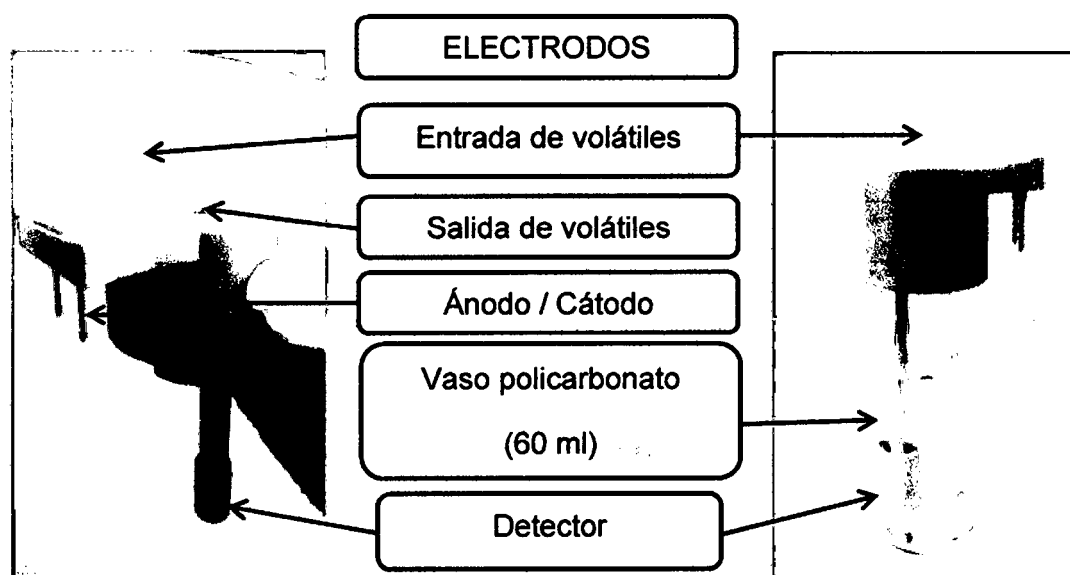 ELECTRODOS
Entrada de volátiles
Salida de volátiles
Ánodo / Cátodo
Vaso policarbonato
(60 ml)
Detector